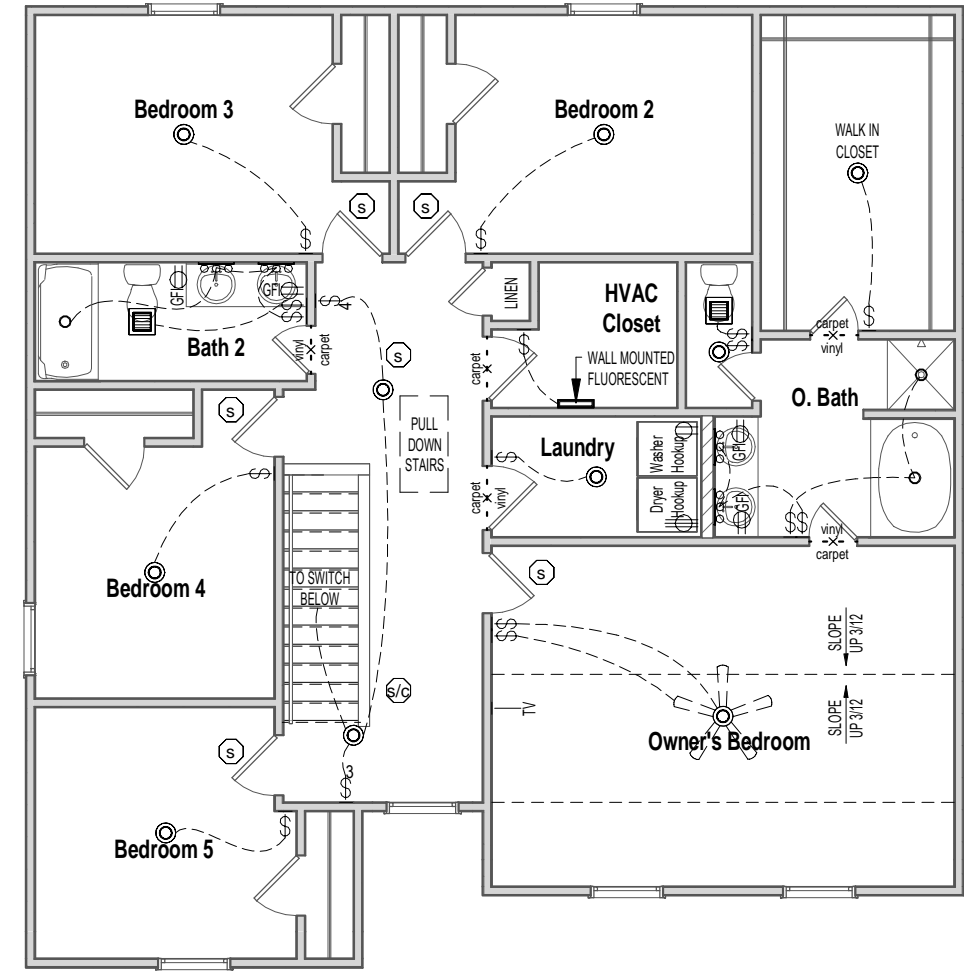 Bedroom 3
Bedroom 2
WALK IN
CLOSET
S
S
$
$
GFI
GFI
$$
$4
LINEN
HVAC
Closet
$
carpet
vinyl
$
Bath 2
vinyl
carpet
S
carpet
$
WALL MOUNTED
FLUORESCENT
$$
O. Bath
S
PULL
DOWN
STAIRS
Laundry
$
Washer
Hookup
Dryer
Hookup
GFI
GFI
carpet
vinyl
$$
vinyl
carpet
$
Bedroom 4
TO SWITCH
BELOW
S
$$
SLOPE
UP 3/12
SLOPE
UP 3/12
s/c
TV
Owner's Bedroom
S
3
$
$
Bedroom 5